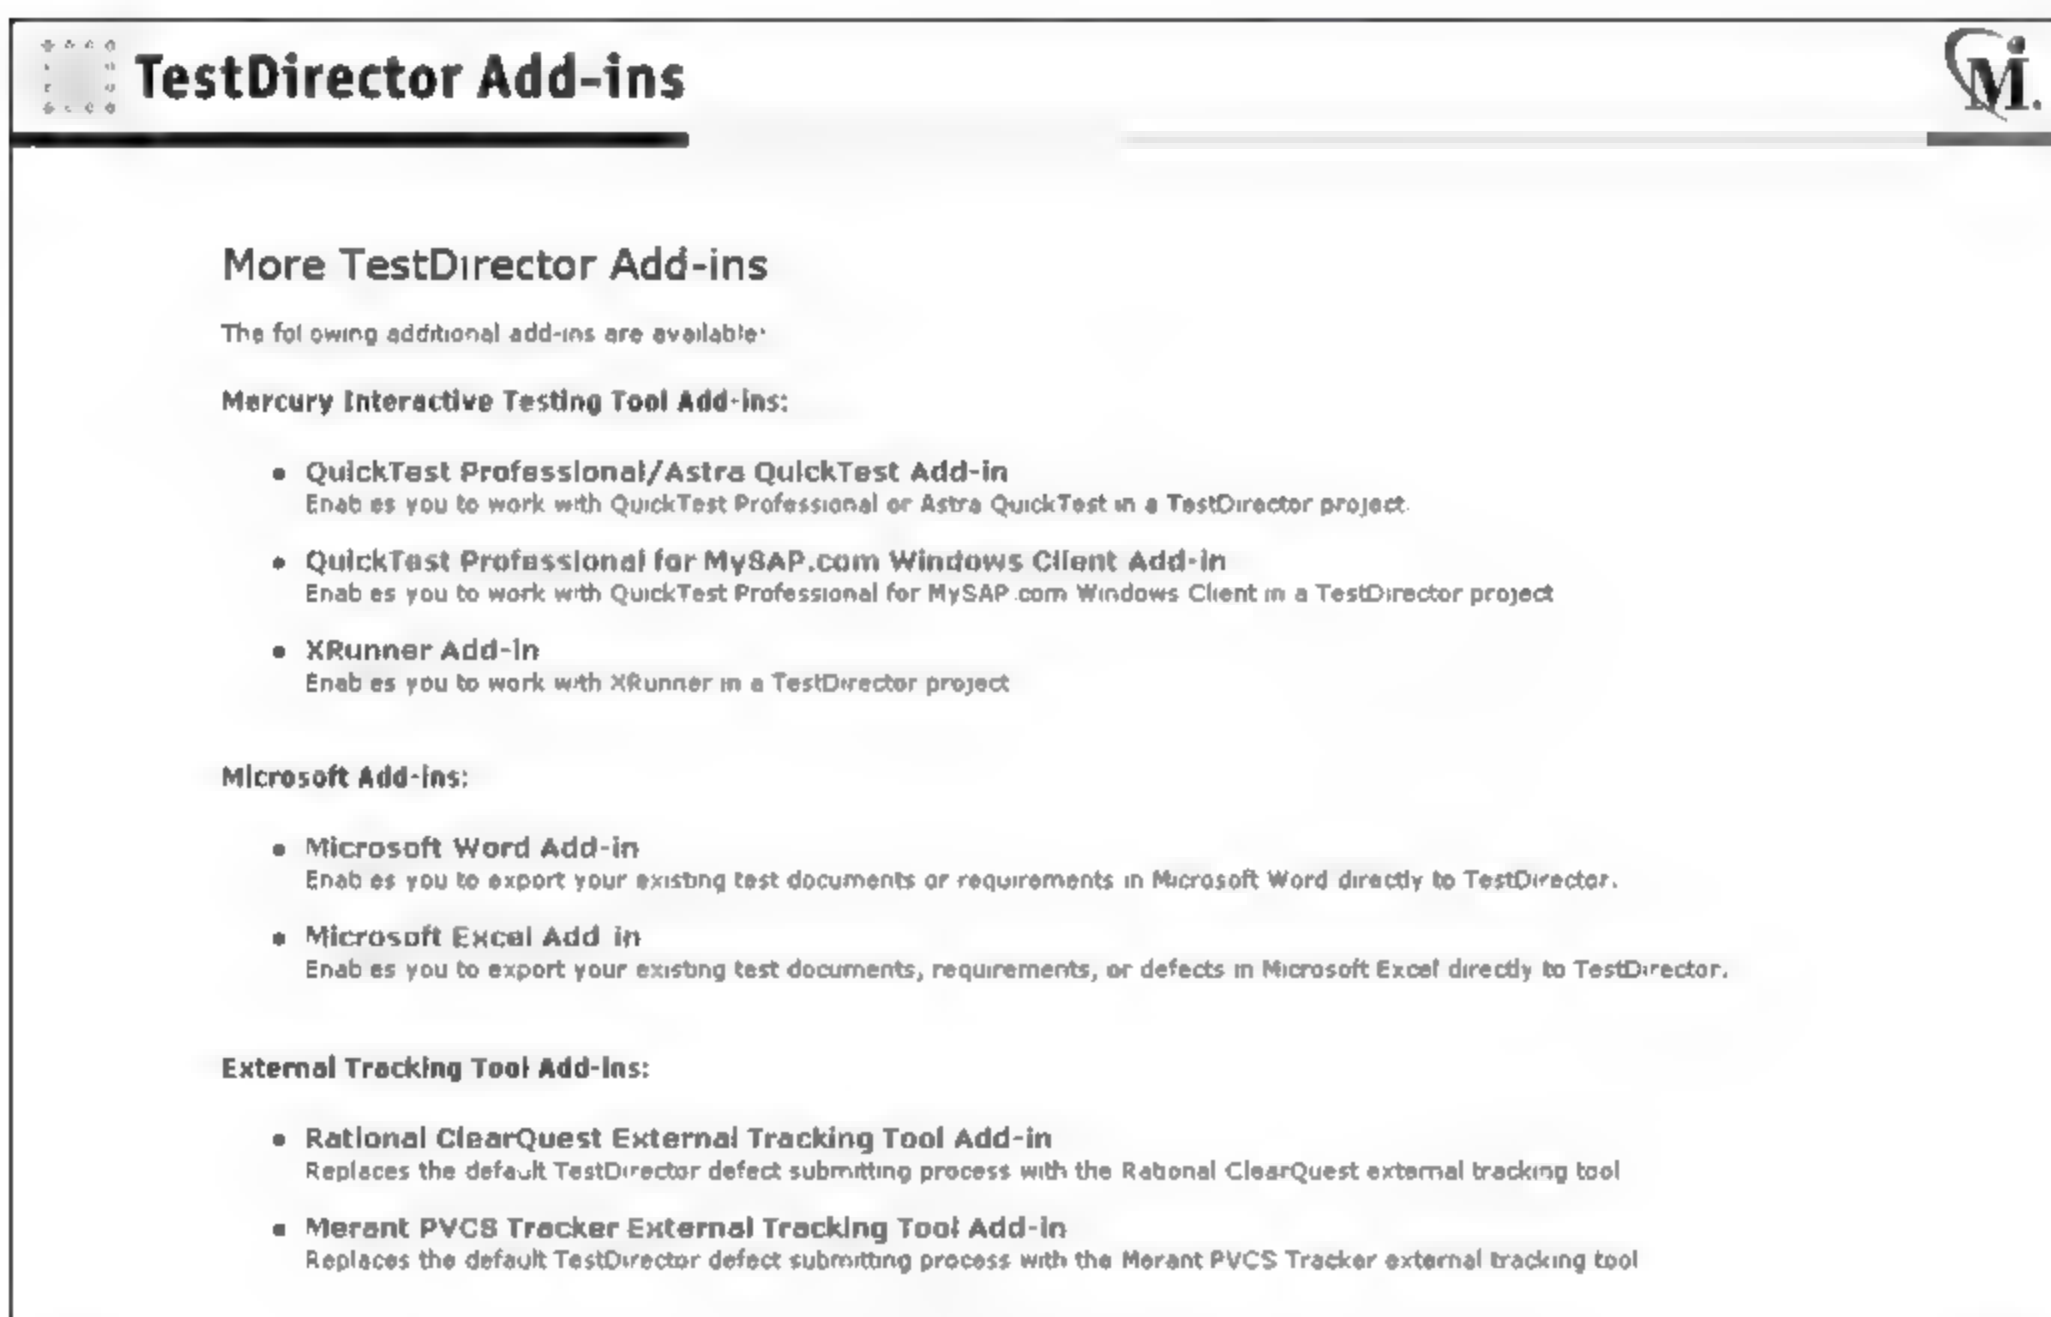 TestDirector Add-ins
More TestDirector Add-ins
The following additional add-ins are available:
Mercury Interactive Testing Tool Add-ins:
• QuickTest Professional/Astra QuickTest Add-in
Enables you to work with QuickTest Professional or Astra QuickTest in a TestDirector project.
• QuickTest Professional for MySAP.com Windows Client Add-in
Enables you to work with QuickTest Professional for MySAP.com Windows Client in a TestDirector project
• XRunner Add-in
Enables you to work with XRunner in a TestDirector project
Microsoft Add-ins:
• Microsoft Word Add-in
Enables you to export your existing test documents or requirements in Microsoft Word directly to TestDirector.
• Microsoft Excel Add-in
Enables you to export your existing test documents, requirements, or defects in Microsoft Excel directly to TestDirector.
External Tracking Tool Add-ins:
• Rational ClearQuest External Tracking Tool Add-in
Replaces the default TestDirector defect submitting process with the Rational ClearQuest external tracking tool
• Merant PVCS Tracker External Tracking Tool Add-in
Replaces the default TestDirector defect submitting process with the Merant PVCS Tracker external tracking tool